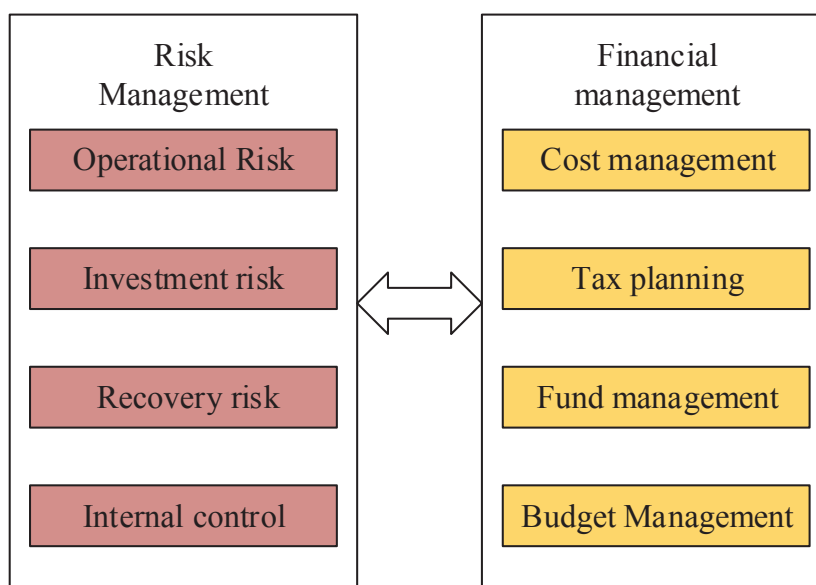 Risk
Management
Operational Risk
Investment risk
Recovery risk
Internal control
Financial
management
Cost management
Tax planning
Fund management
Budget Management